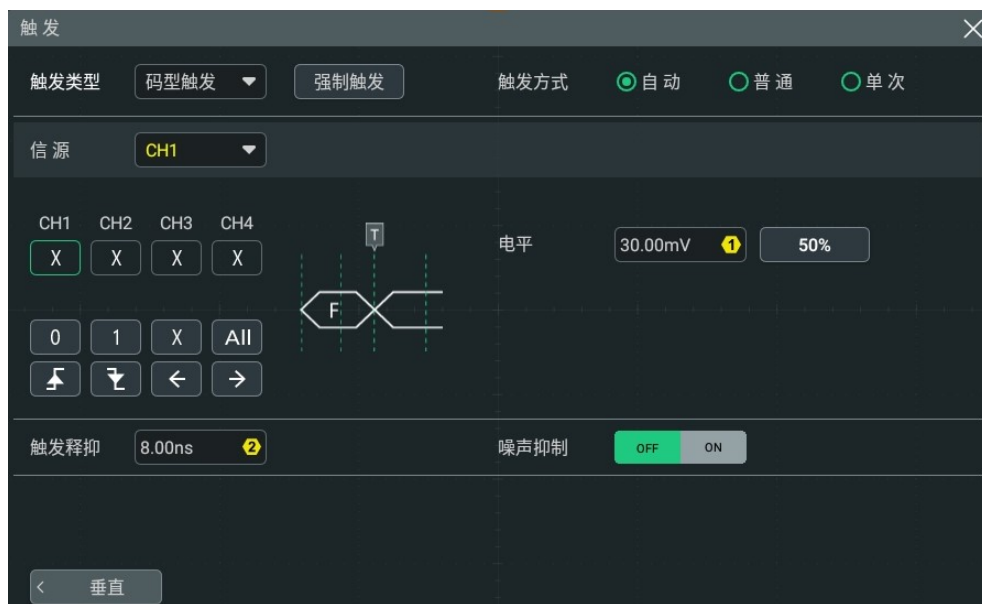 触发
触发类型 码型触发 强制触发 触发方式 自动 普通 单次
信源 CH1
CH1 CH2 CH3 CH4
X X X X
T
电平 30.00mV 1 50%
F
0 1 X All
触发释抑 8.00ns 2 噪声抑制 OFF ON
< 垂直